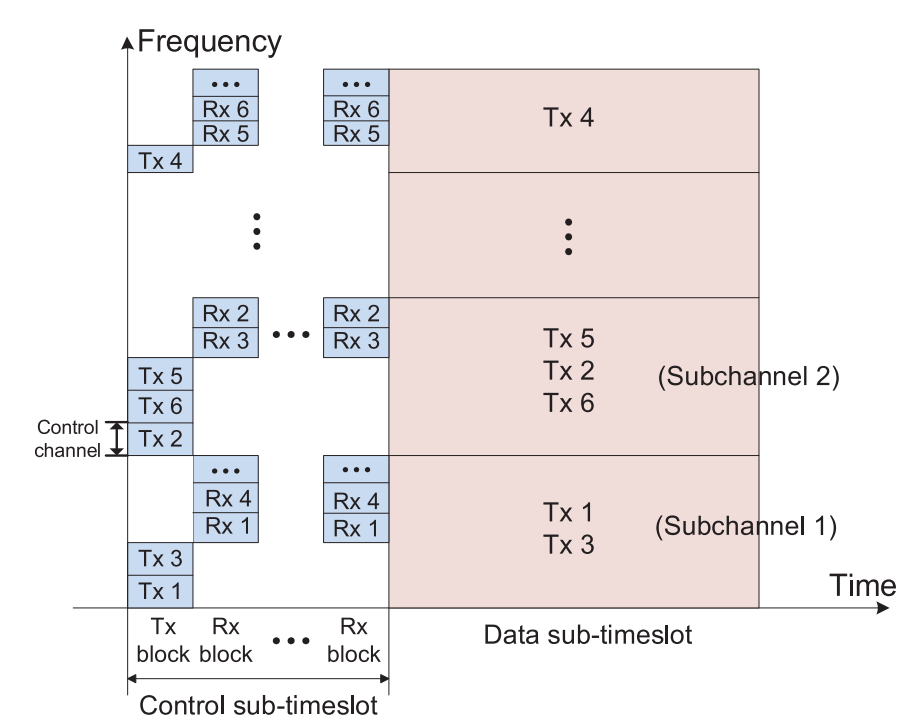 Frequency
•••
•••
Rx 6
Rx 6
Tx 4
Rx 5
Rx 5
Tx 4
Rx 2
Rx 2
Rx 3
•••
Rx 3
Tx 5
Tx 5
Tx 2
(Subchannel 2)
Tx 6
Tx 6
Control
channel
Tx 2
•••
•••
Rx 4
Rx 4
Tx 1
(Subchannel 1)
Rx 1
Rx 1
Tx 3
Tx 3
Tx 1
Time
Tx
block
Rx
block
•••
Rx
block
Data sub-timeslot
Control sub-timeslot